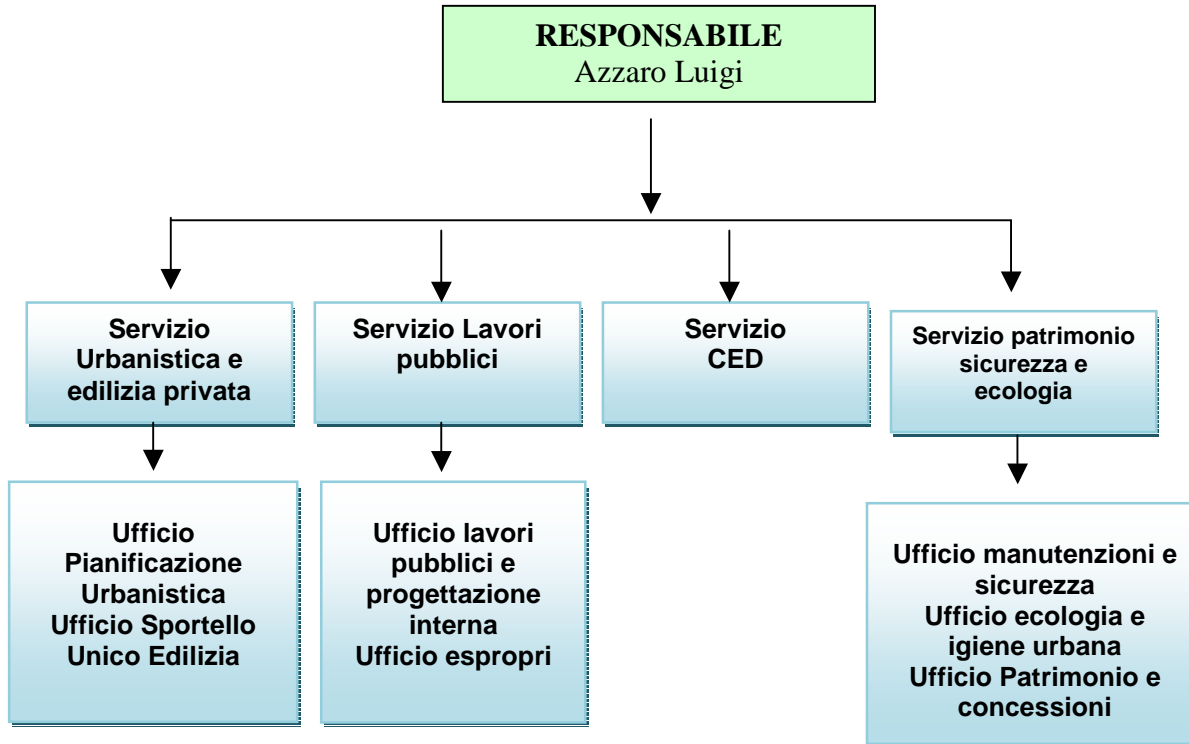 RESPONSABILE
Azzaro Luigi
Servizio
Urbanistica e
edilizia privata
Servizio Lavori
pubblici
Servizio
CED
Servizio patrimonio
sicurezza e
ecologia
Ufficio
Pianificazione
Urbanistica
Ufficio Sportello
Unico Edilizia
Ufficio lavori
pubblici e
progettazione
interna
Ufficio espropri
Ufficio manutenzioni e
sicurezza
Ufficio ecologia e
igiene urbana
Ufficio Patrimonio e
concessioni